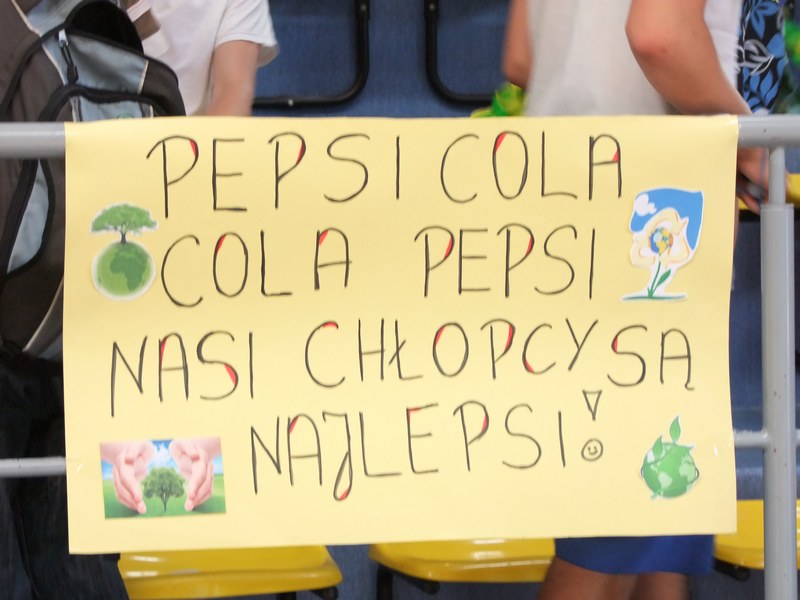 PEPSI COLA
COLA PEPSI
NASI CHŁOPCY SĄ
NAJLEPSI!